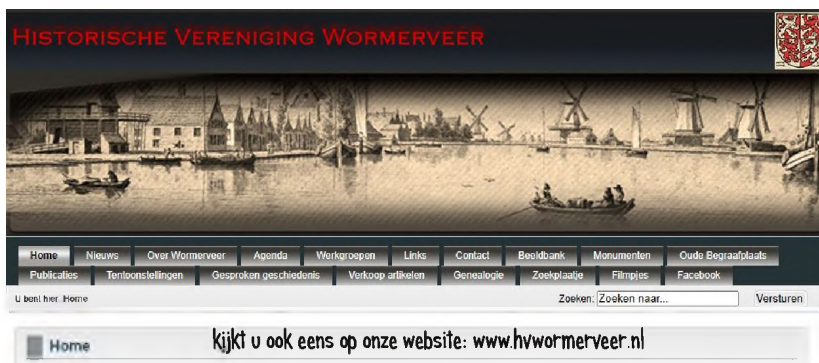 HISTORISCHE VERENIGING WORMERVEER
Home Nieuws Over Wormerveer Agenda Werkgroepen Links Contact Beeldbank Monumenten Oude Begraafplaats
Publicaties Tentoonstellingen Gesproken geschiedenis Verkoop artikelen Genealogie Zoekplaatje Filmpjes Facebook
U bent hier: Home Zoeken: Zoeken naar... Versturen
Home kijkt u ook eens op onze website: www.hvwormerveer.nl